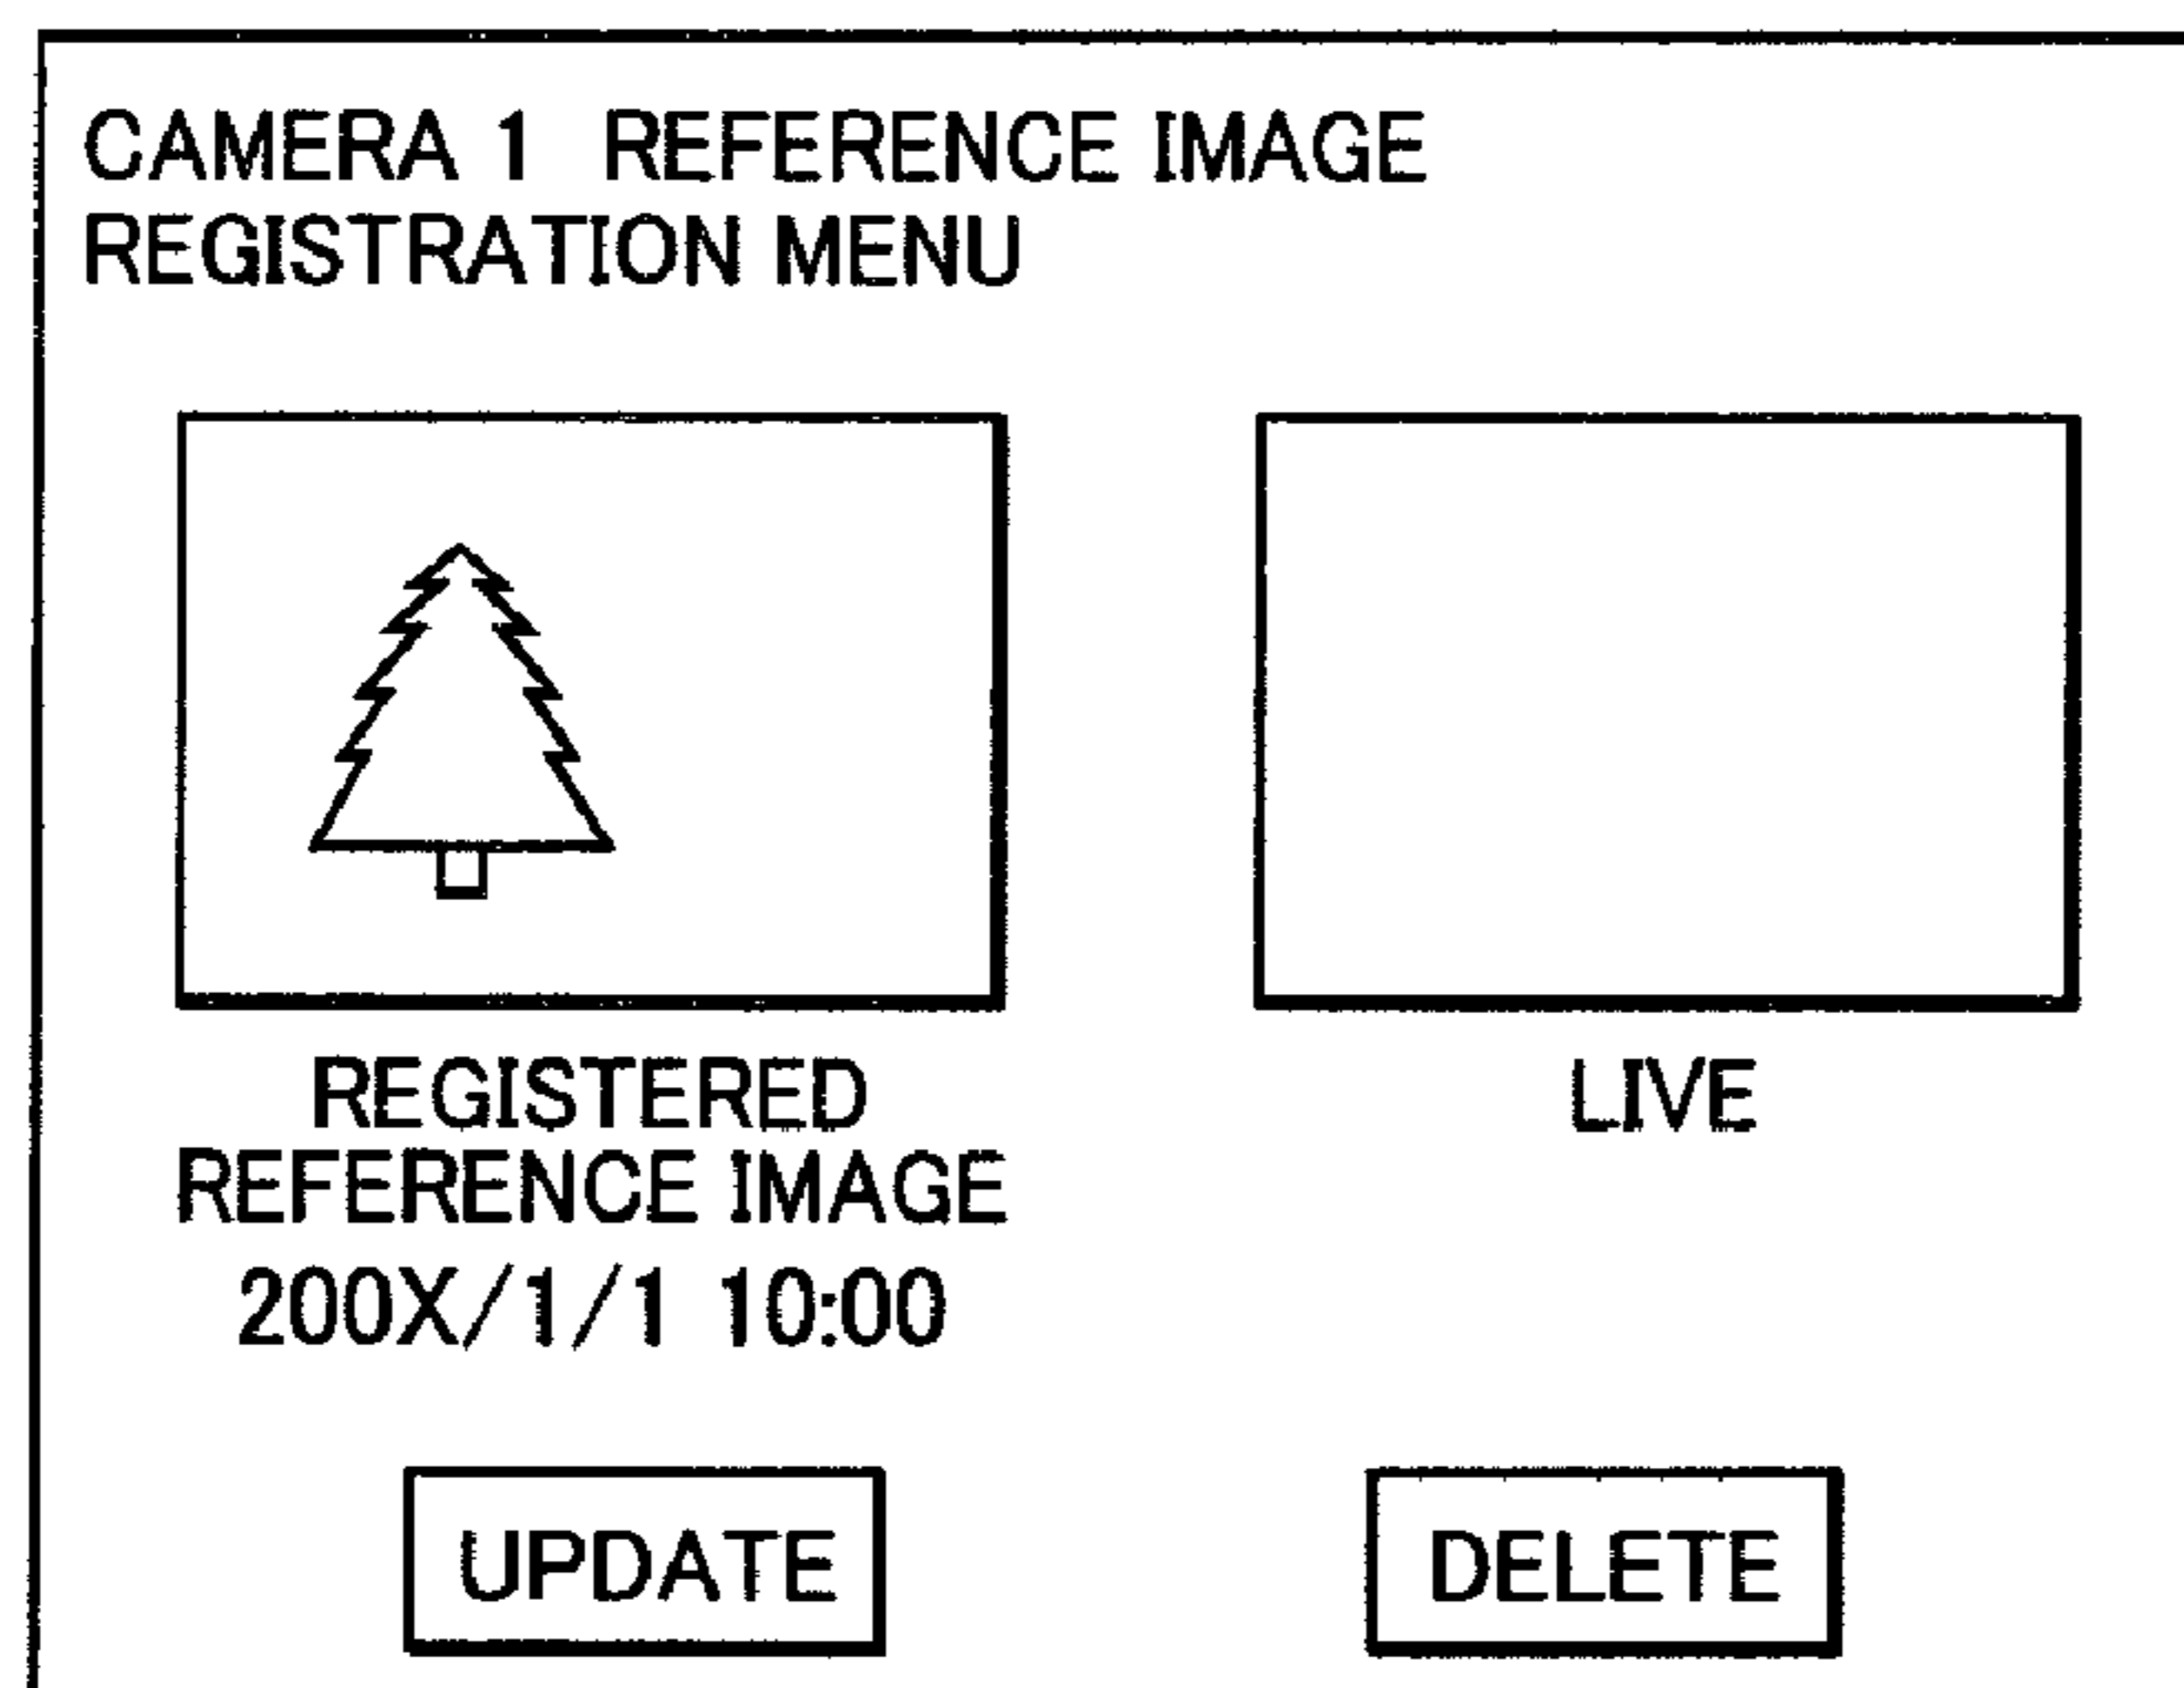 CAMERA 1 REFERENCE IMAGE
REGISTRATION MENU
REGISTERED
REFERENCE IMAGE
200X/1/1 10:00
LIVE
UPDATE
DELETE